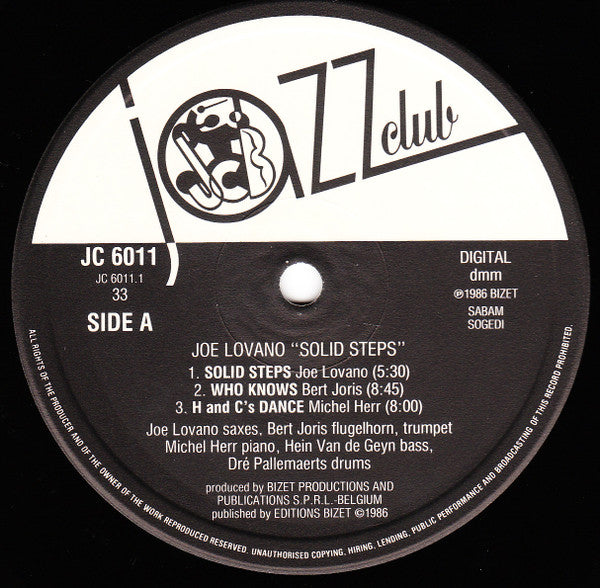 jazz club
JCB
JC 6011
JC 6011.1
33
SIDE A
DIGITAL
dmm
℗1986 BIZET
SABAM
SOGEDI
JOE LOVANO “SOLID STEPS”
1. SOLID STEPS Joe Lovano (5:30)
2. WHO KNOWS Bert Joris (8:45)
3. H and C's DANCE Michel Herr (8:00)
Joe Lovano saxes, Bert Joris flugelhorn, trumpet
Michel Herr piano, Hein Van de Geyn bass,
Dré Pallemaerts drums
produced by BIZET PRODUCTIONS AND
PUBLICATIONS S.P.R.L.-BELGIUM
published by EDITIONS BIZET ©1986
ALL RIGHTS OF THE PRODUCER AND OF THE OWNER OF THE WORK REPRODUCED RESERVED. UNAUTHORISED COPYING, HIRING, LENDING, PUBLIC PERFORMANCE AND BROADCASTING OF THIS RECORD PROHIBITED.